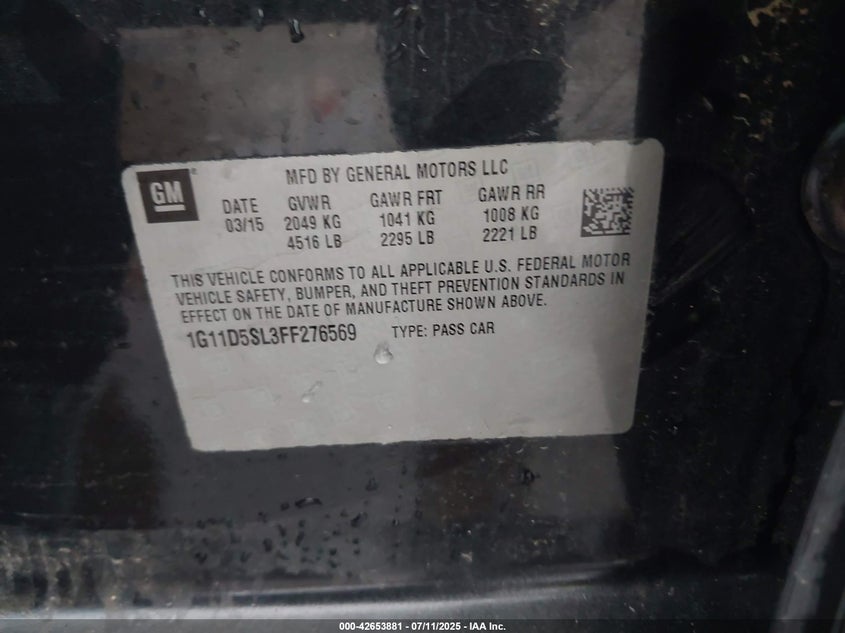 GM
MFD BY GENERAL MOTORS LLC
DATE GVWR GAWR FRT GAWR RR
03/15 2049 KG 1041 KG 1008 KG
4516 LB 2295 LB 2221 LB
THIS VEHICLE CONFORMS TO ALL APPLICABLE U.S. FEDERAL MOTOR
VEHICLE SAFETY, BUMPER, AND THEFT PREVENTION STANDARDS IN
EFFECT ON THE DATE OF MANUFACTURE SHOWN ABOVE.
1G11D5SL3FF276569 TYPE: PASS CAR
000-42653881 - 07/11/2025 - IAA Inc.